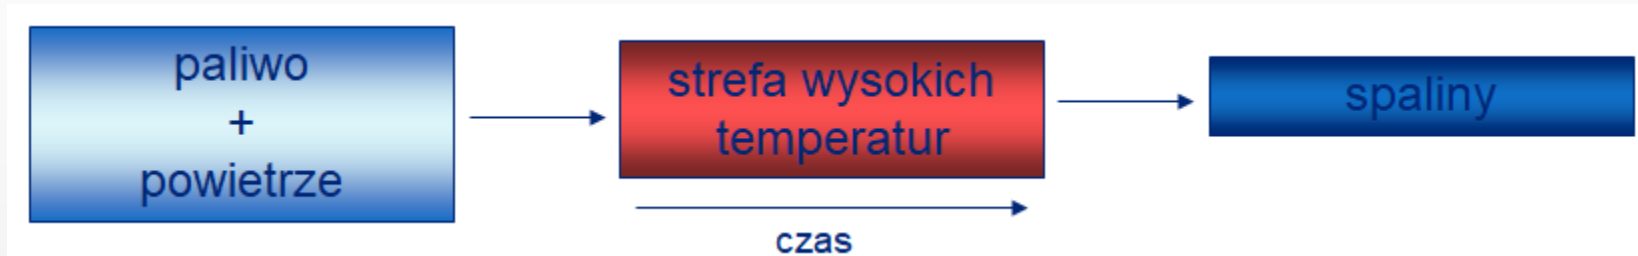 paliwo
+
powietrze
strefa wysokich
temperatur
czas
spaliny